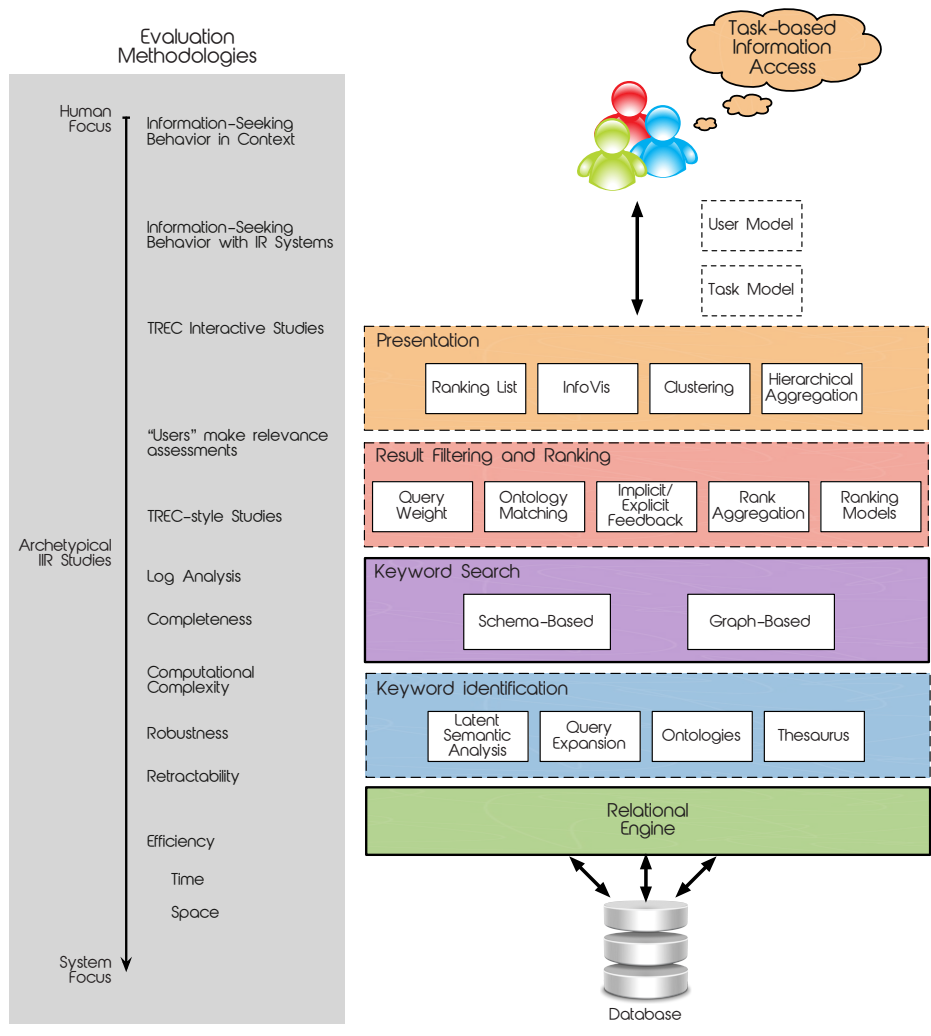 Evaluation
Methodologies
Human
Focus
Information-Seeking
Behavior in Context
Information-Seeking
Behavior with IR Systems
TREC Interactive Studies
"Users" make relevance
assessments
TREC-style Studies
Archetypical
IIR Studies
Log Analysis
Completeness
Computational
Complexity
Robustness
Retractability
Efficiency
Time
Space
System
Focus
Task-based
Information
Access
User Model
Task Model
Presentation
Ranking List
InfoVis
Clustering
Hierarchical
Aggregation
Result Filtering and Ranking
Query
Weight
Ontology
Matching
Implicit/
Explicit
Feedback
Rank
Aggregation
Ranking
Models
Keyword Search
Schema-Based
Graph-Based
Keyword identification
Latent
Semantic
Analysis
Query
Expansion
Ontologies
Thesaurus
Relational
Engine
Database